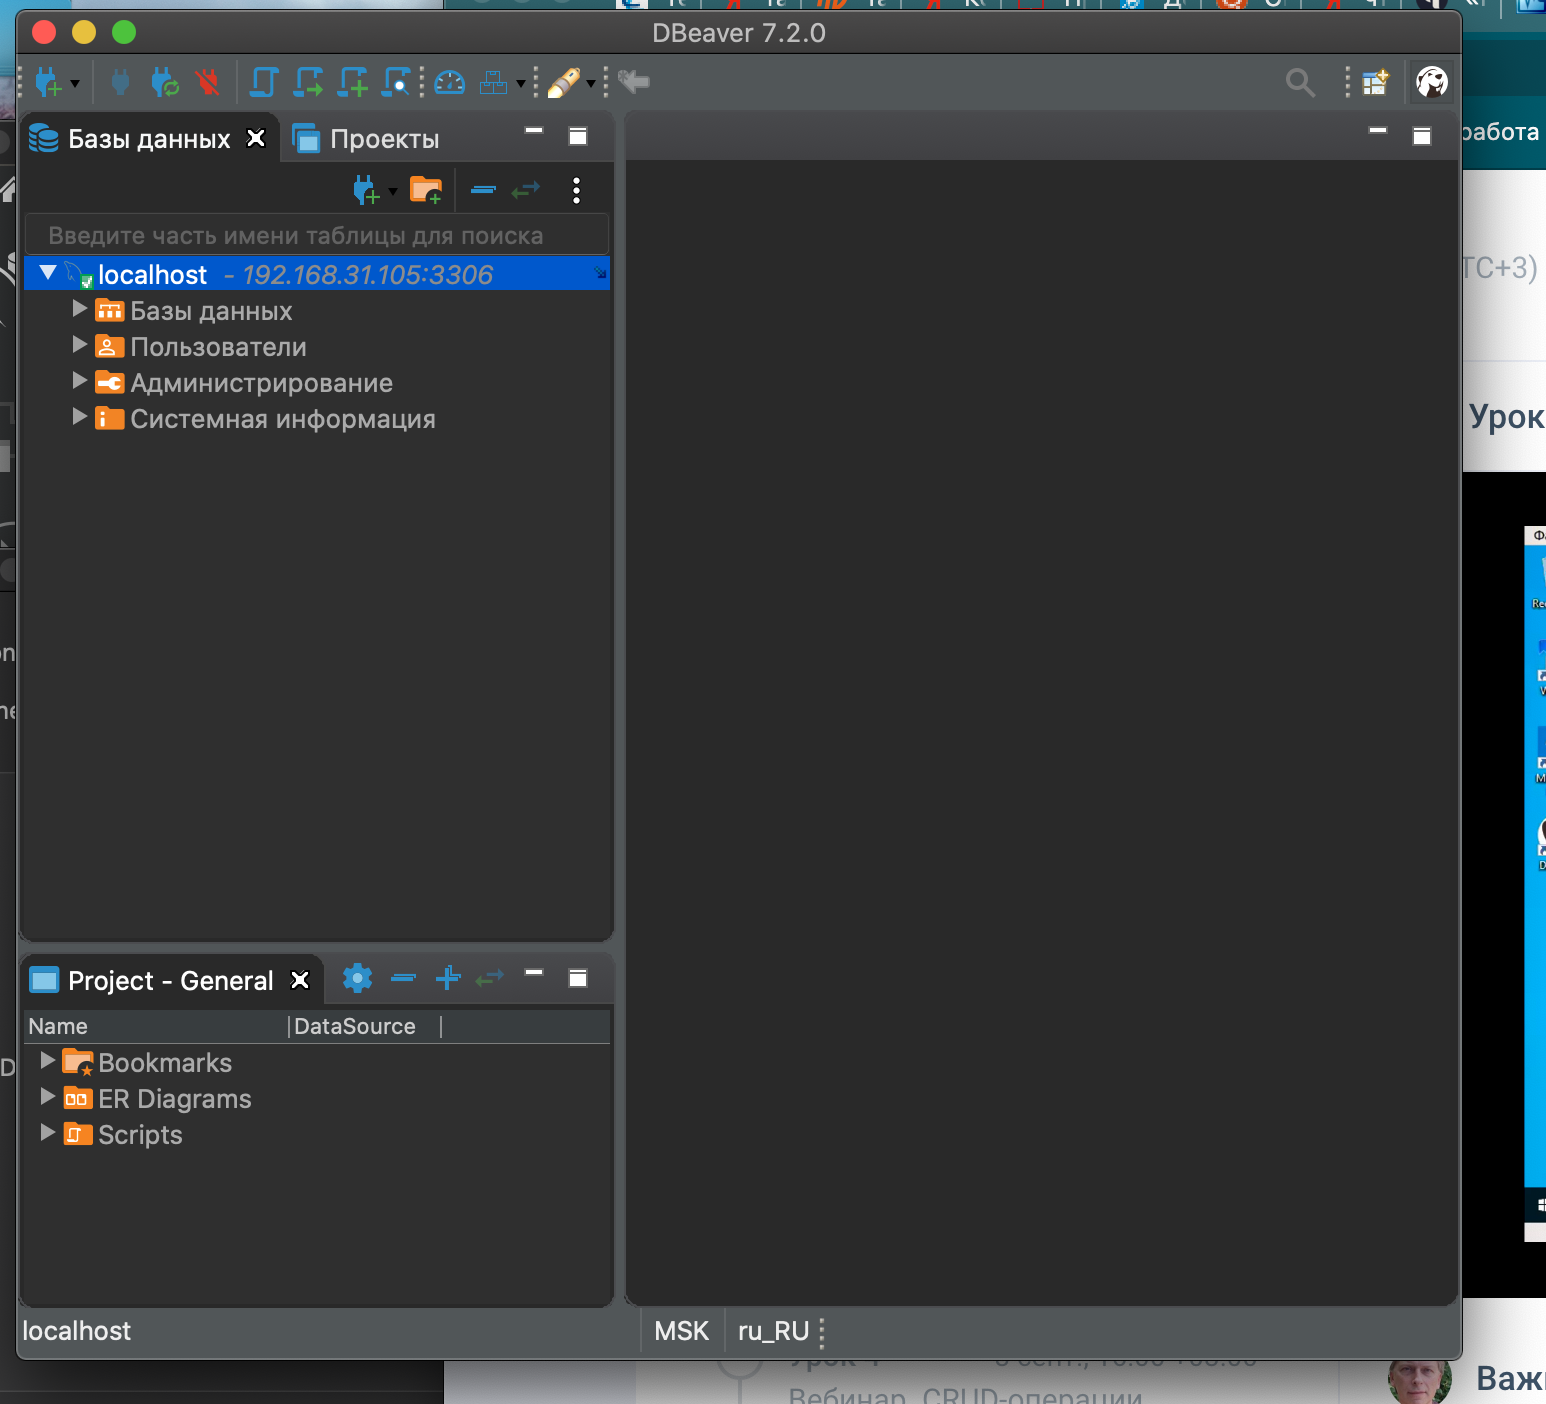 DBeaver 7.2.0
Базы данных
Проекты
Введите часть имени таблицы для поиска
localhost - 192.168.31.105:3306
Базы данных
Пользователи
Администрирование
Системная информация
Project - General
Name DataSource
Bookmarks
ER Diagrams
Scripts
localhost MSK ru_RU
работа
TC+3)
Урок
Вебинар. CRUD-операции